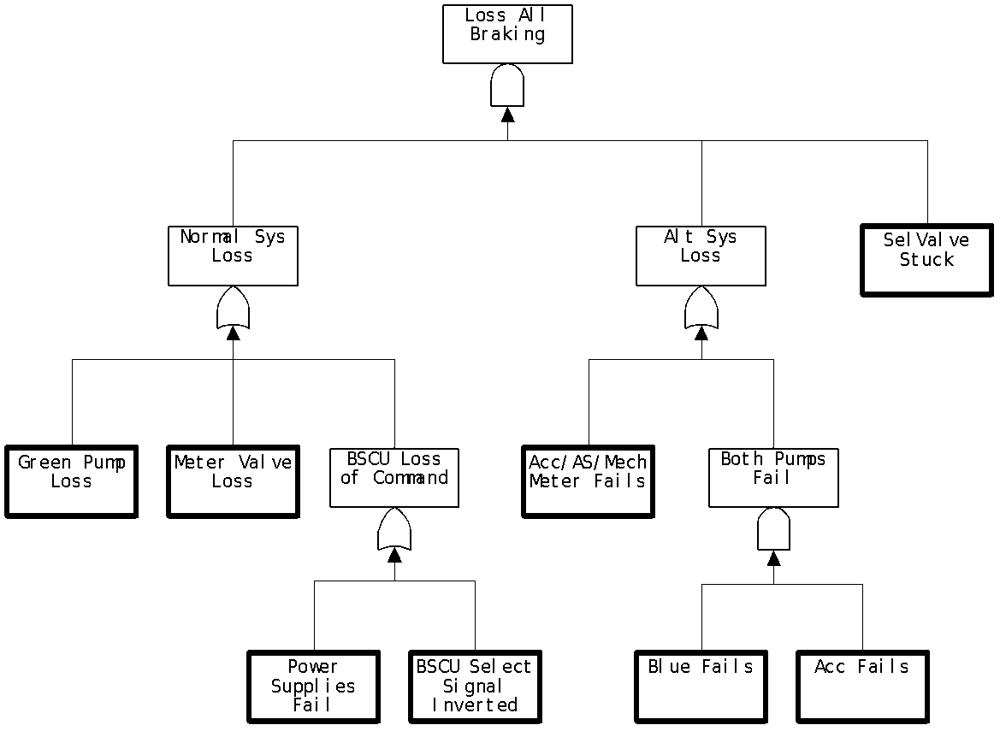 Loss All
Braking
Normal Sys
Loss
Alt Sys
Loss
SelValve
Stuck
Green Pump
Loss
Meter Valve
Loss
BSCU Loss
of Command
Acc/AS/Mech
Meter Fails
Both Pumps
Fail
Power
Supplies
Fail
BSCU Select
Signal
Inverted
Blue Fails
Acc Fails